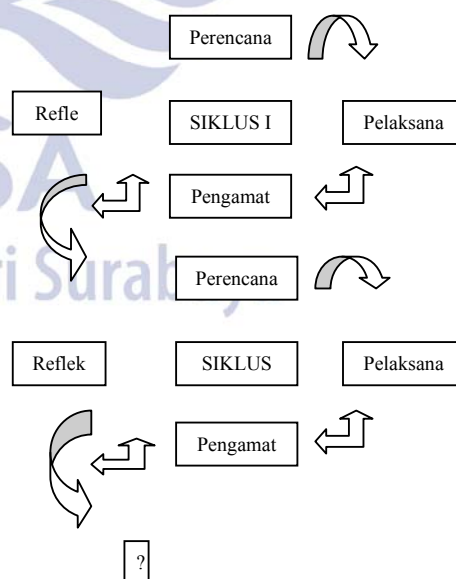 Perencana
Refle
SIKLUS I
Pelaksana
Pengamat
Perencana
Reflek
SIKLUS
Pelaksana
Pengamat
?